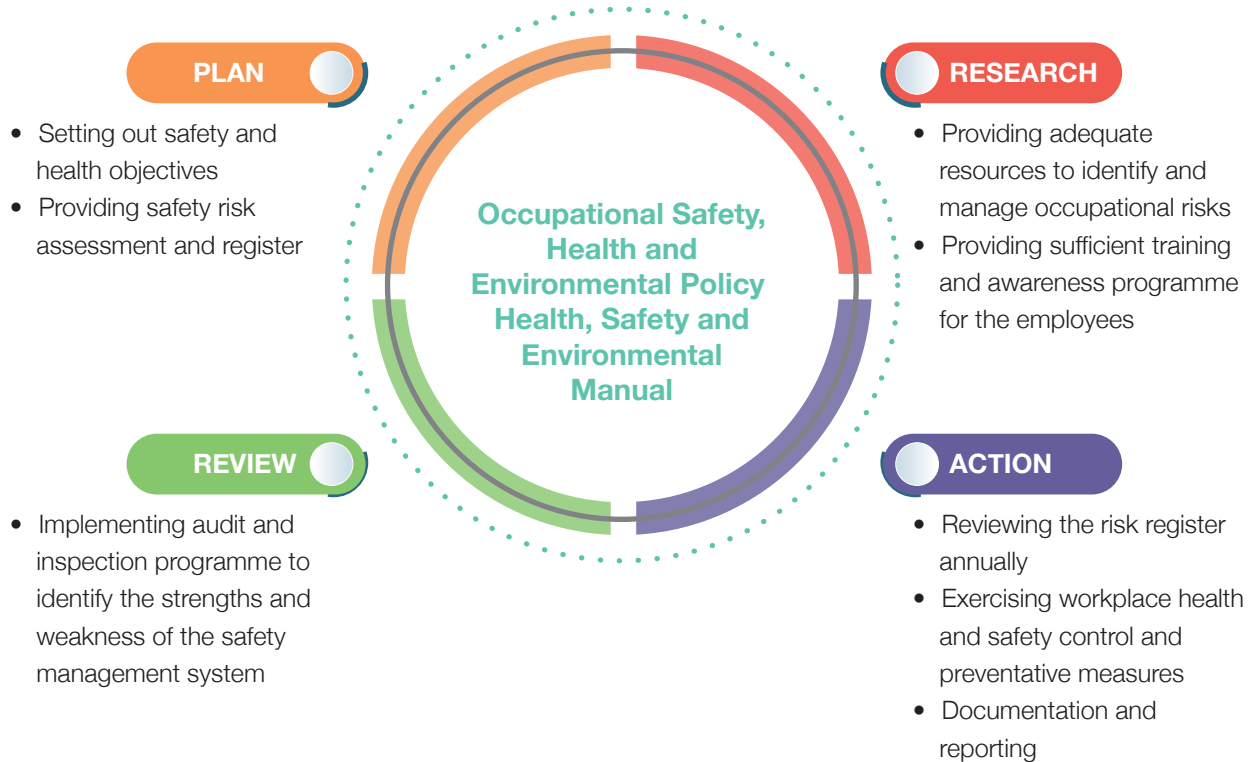 PLAN
• Setting out safety and
health objectives
• Providing safety risk
assessment and register
RESEARCH
• Providing adequate
resources to identify and
manage occupational risks
• Providing sufficient training
and awareness programme
for the employees
Occupational Safety,
Health and
Environmental Policy
Health, Safety and
Environmental
Manual
REVIEW
• Implementing audit and
inspection programme to
identify the strengths and
weakness of the safety
management system
ACTION
• Reviewing the risk register
annually
• Exercising workplace health
and safety control and
preventative measures
• Documentation and
reporting